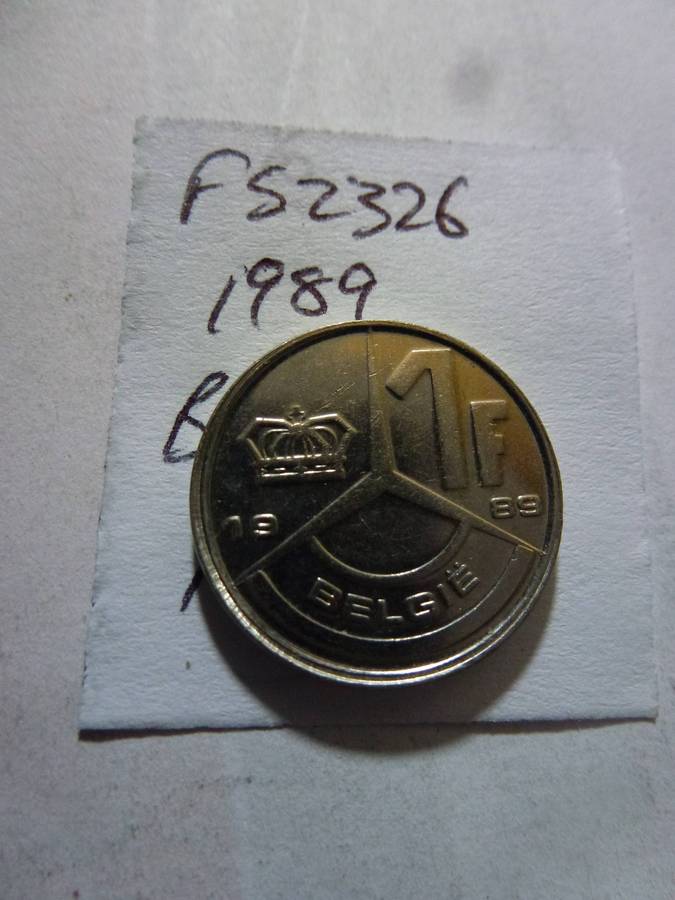 FS2326
1989
B
1F
19 89
BELGIË